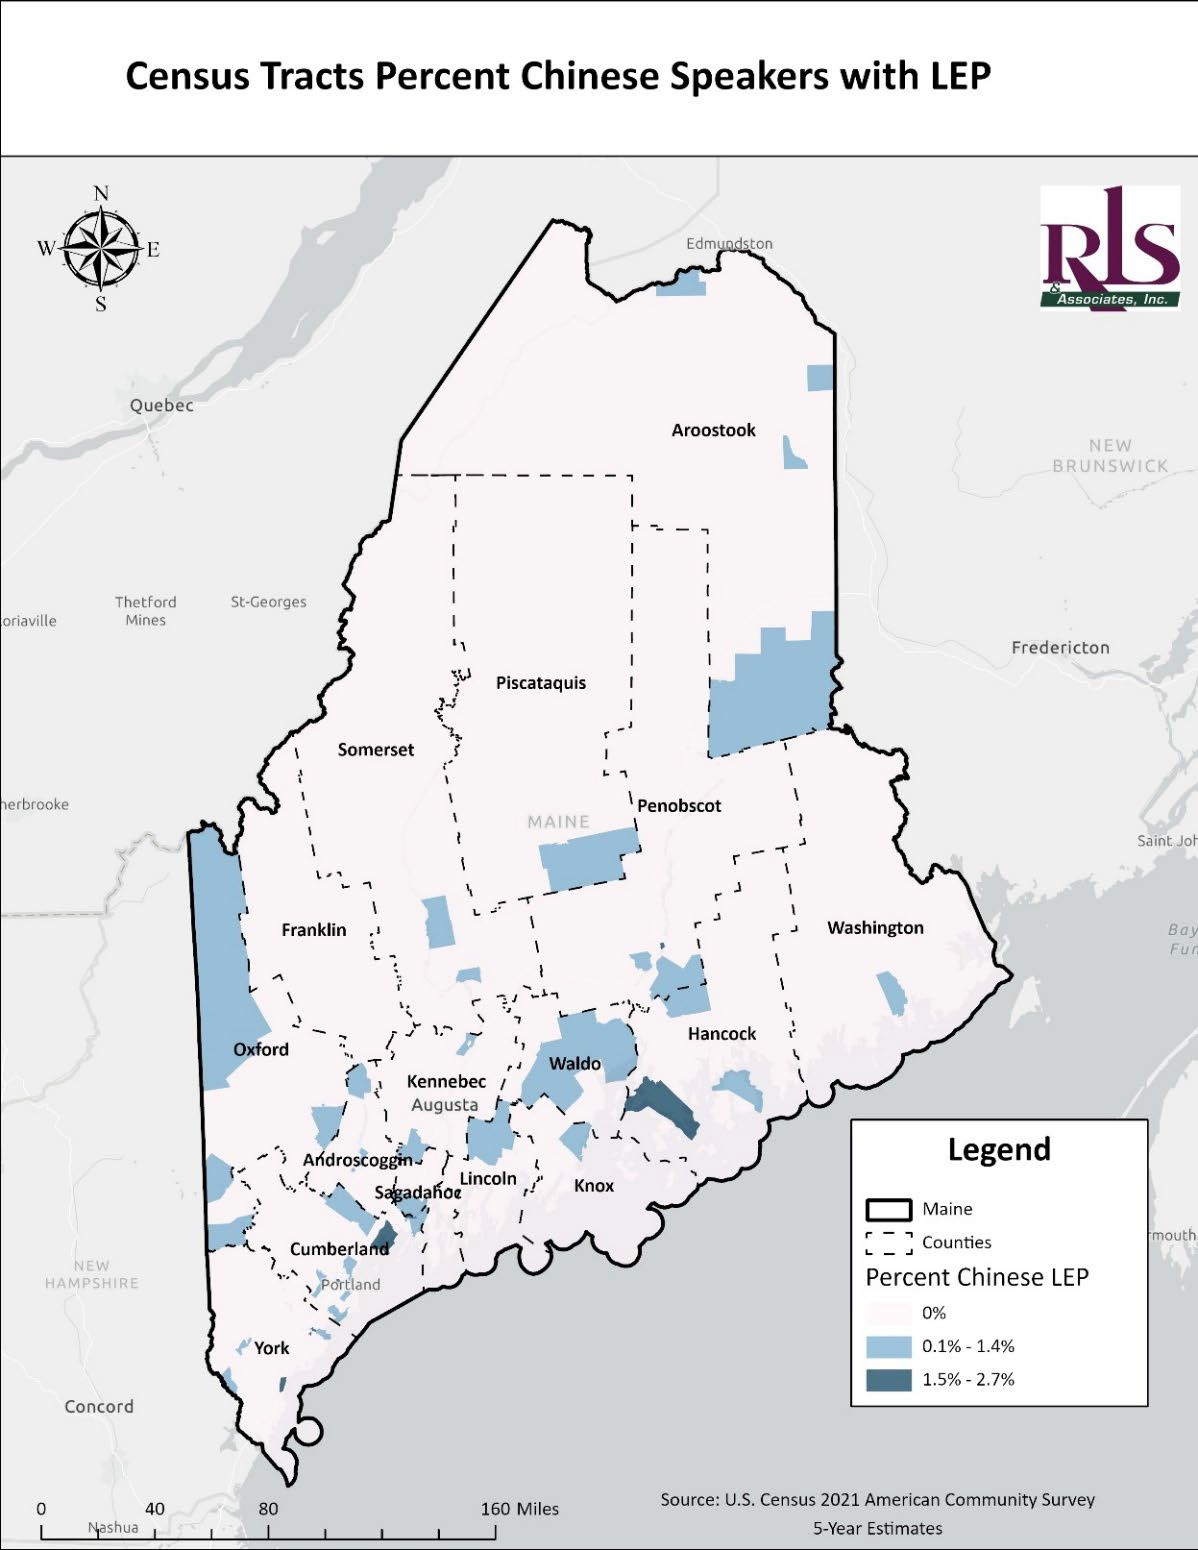 Census Tracts Percent Chinese Speakers with LEP
N
W
E
S
RLS
& Associates, Inc.
Edmundston
Quebec
Aroostook
NEW
BRUNSWICK
Thetford
Mines
St-Georges
oriaville
Fredericton
Piscataquis
Somerset
herbrooke
Penobscot
MAINE
Saint Joh
Franklin
Washington
Bay
Fun
Oxford
Hancock
Waldo
Kennebec
Augusta
Androscoggin
Lincoln
Sagadahoc
Knox
Cumberland
Portland
NEW
HAMPSHIRE
York
Concord
Nashua
rmouth
Legend
Maine
Counties
Percent Chinese LEP
0%
0.1% - 1.4%
1.5% - 2.7%
0 40 80 160 Miles
Source: U.S. Census 2021 American Community Survey
5-Year Estimates